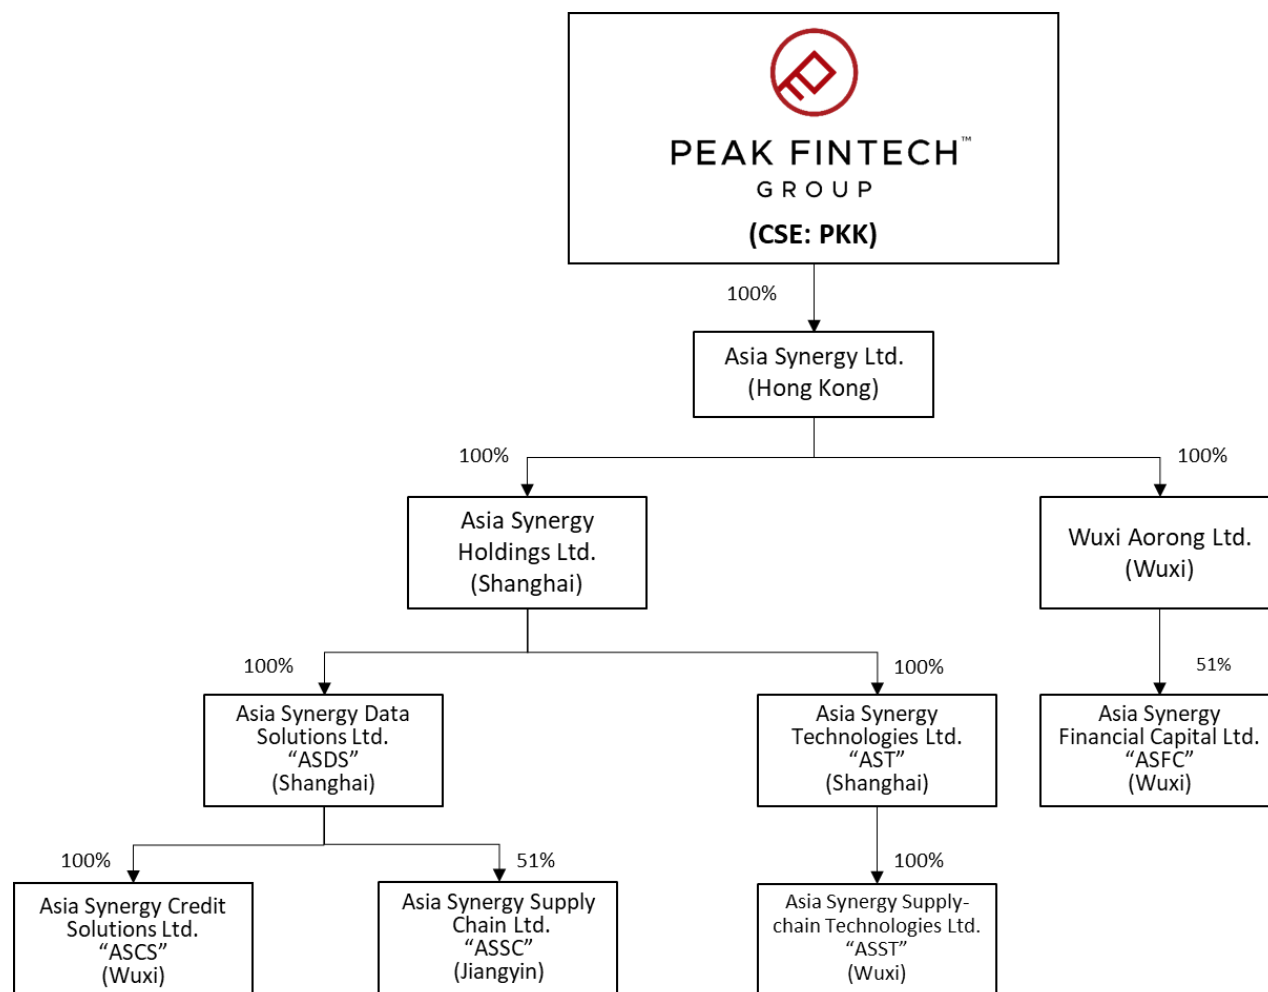 PEAK FINTECH™
GROUP
(CSE: PKK)
100%
Asia Synergy Ltd.
(Hong Kong)
100%
100%
Asia Synergy
Holdings Ltd.
(Shanghai)
Wuxi Aorong Ltd.
(Wuxi)
100%
100%
51%
Asia Synergy Data
Solutions Ltd.
“ASDS”
(Shanghai)
Asia Synergy
Technologies Ltd.
“AST”
(Shanghai)
Asia Synergy
Financial Capital Ltd.
“ASFC”
(Wuxi)
100%
51%
100%
Asia Synergy Credit
Solutions Ltd.
“ASCS”
(Wuxi)
Asia Synergy Supply
Chain Ltd.
“ASSC”
(Jiangyin)
Asia Synergy Supply-
chain Technologies Ltd.
“ASST”
(Wuxi)